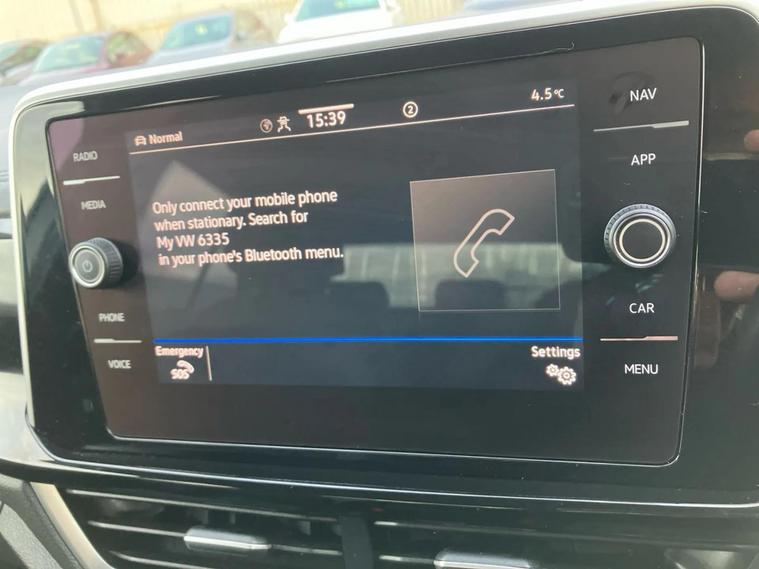 Normal
15:39
2
4.5°C
RADIO
MEDIA
PHONE
VOICE
Only connect your mobile phone
when stationary. Search for
My VW 6335
in your phone's Bluetooth menu.
Emergency
SOS
Settings
NAV
APP
CAR
MENU